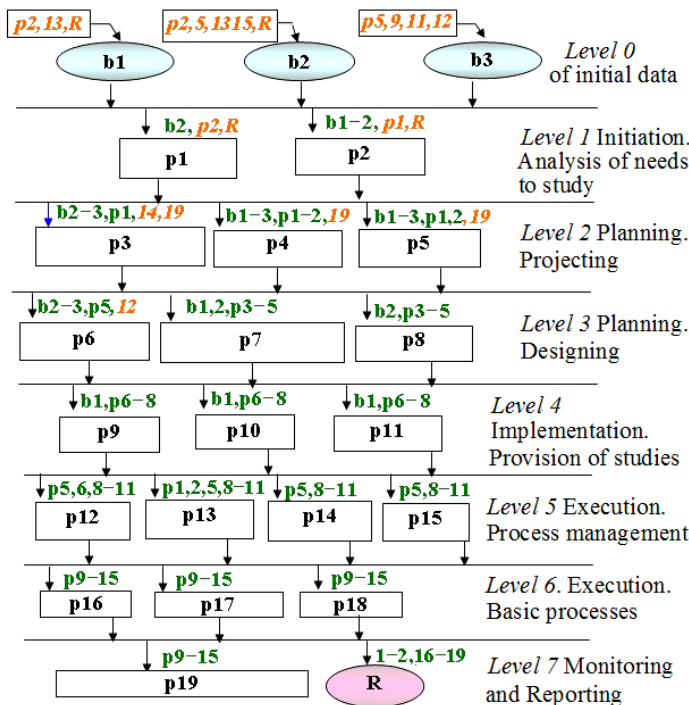 p2,13,R p2,5,1315,R p5,9,11,12
b1 b2 b3
Level 0
of initial data
b2, p2,R b1−2, p1,R
p1 p2
Level 1 Initiation.
Analysis of needs
to study
b2−3,p1,14,19 b1−3,p1−2,19 b1−3,p1,2,19
p3 p4 p5
Level 2 Planning.
Projecting
b2−3,p5,12 b1,2,p3−5 b2,p3−5
p6 p7 p8
Level 3 Planning.
Designing
b1,p6−8 b1,p6−8 b1,p6−8
p9 p10 p11
Level 4
Implementation.
Provision of studies
p5,6,8−11 p1,2,5,8−11 p5,8−11 p5,8−11
p12 p13 p14 p15
Level 5 Execution.
Process management
p9−15 p9−15 p9−15
p16 p17 p18
Level 6. Execution.
Basic processes
p9−15 1−2,16−19
p19 R
Level 7 Monitoring
and Reporting